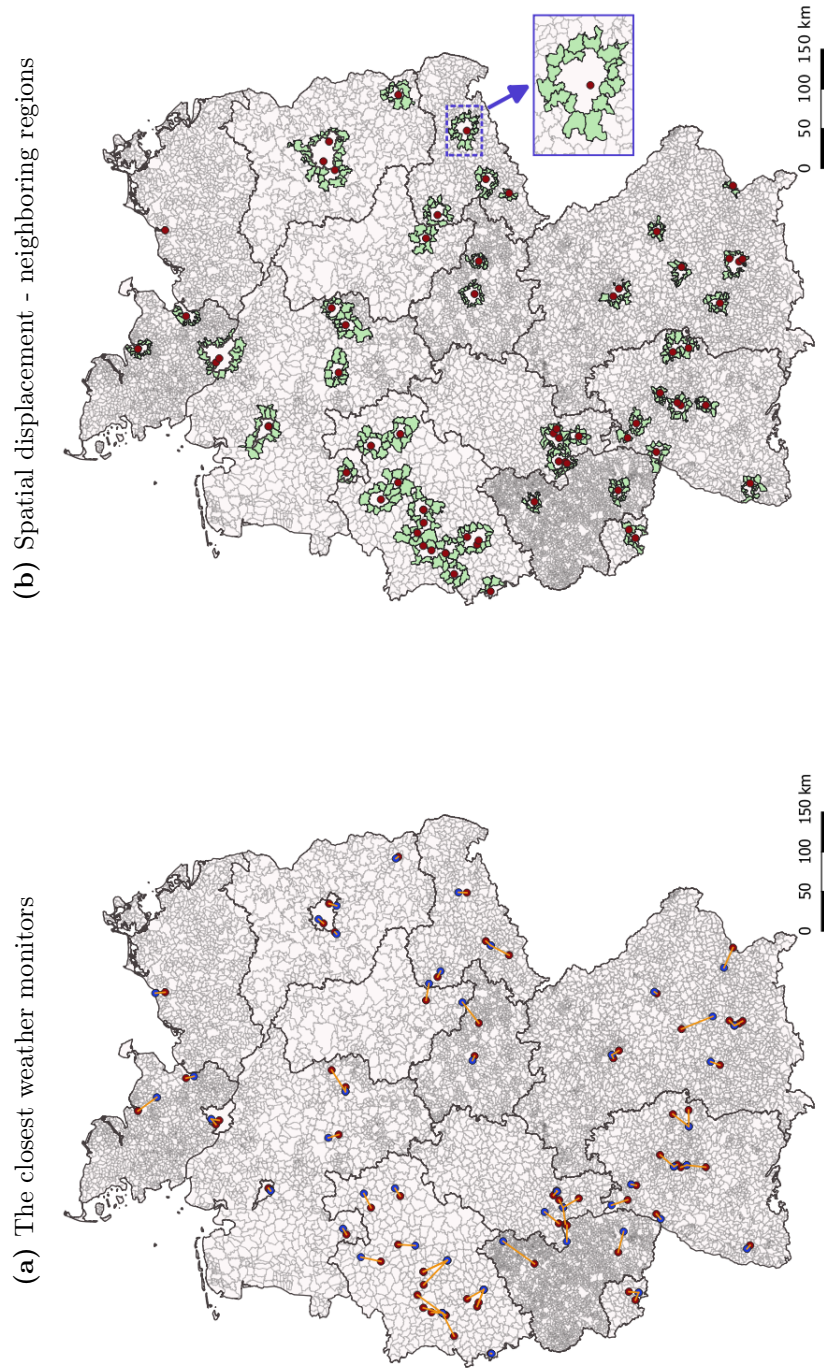 (a) The closest weather monitors
0 50 100 150 km
(b) Spatial displacement - neighboring regions
0 50 100 150 km